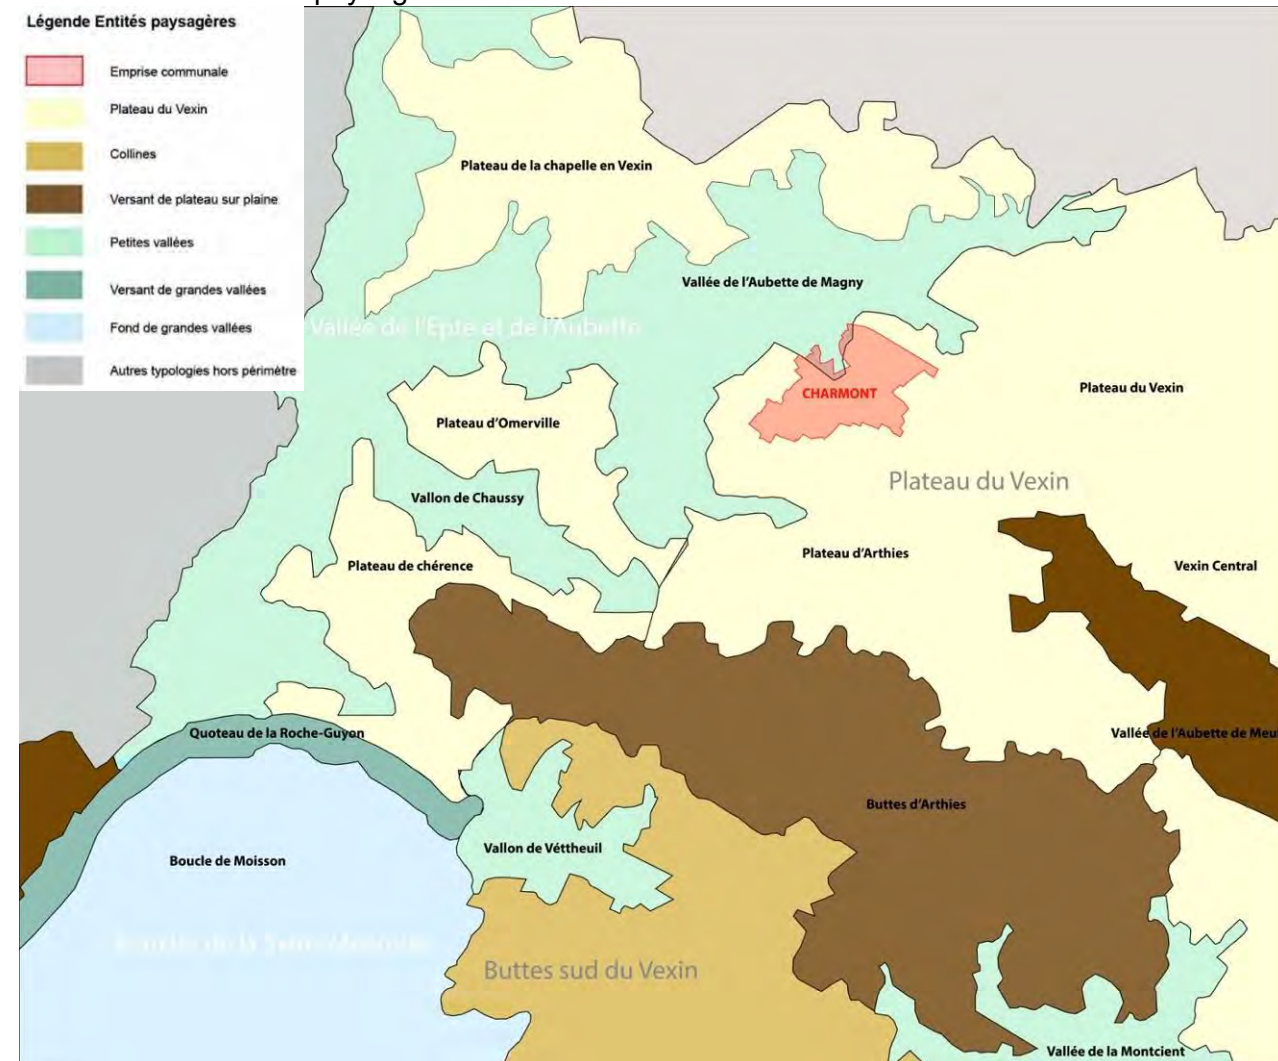 Légende Entités paysagères
Emprise communale
Plateau du Vexin
Collines
Versant de plateau sur plaine
Petites vallées
Versant de grandes vallées
Fond de grandes vallées
Autres typologies hors périmètre
Plateau de la chapelle en Vexin
Vallée de l'Aubette de Magny
Vallée de l'Epte et de l'Aubette
Plateau du Vexin
CHARMONT
Plateau d'Omerville
Plateau du Vexin
Vallon de Chaussy
Plateau d'Arthies
Plateau de chérence
Vexin Central
Quoteau de la Roche-Guyon
Vallée de l'Aubette de Meu
Buttes d'Arthies
Vallon de Véttheuil
Boucle de Moisson
Buttes sud du Vexin
Vallée de la Montcient